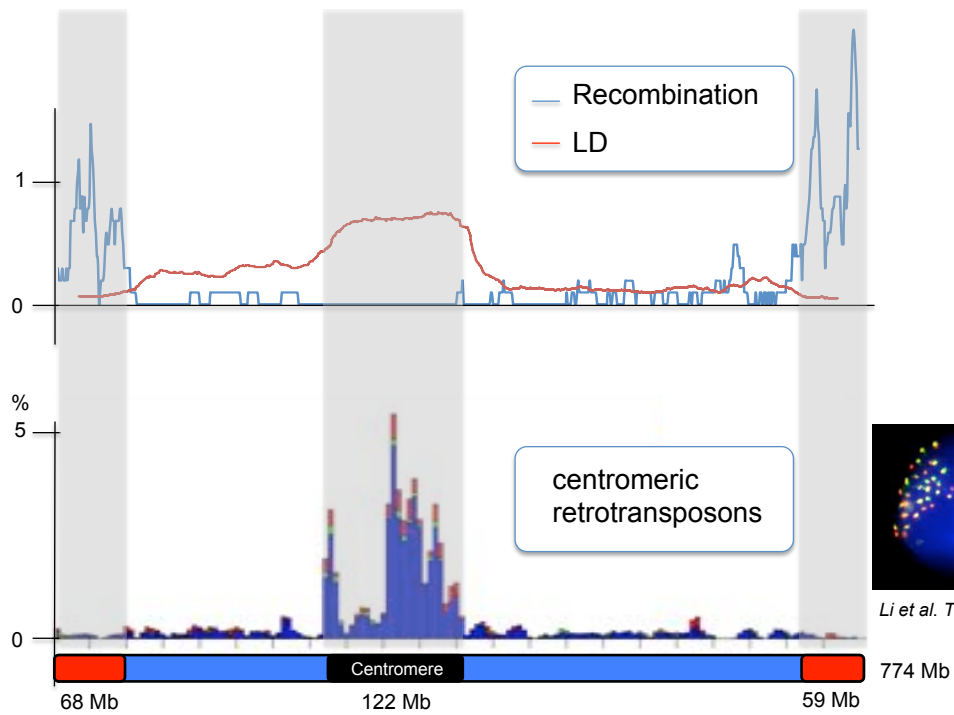 Recombination
LD
1
0
%
5
centromeric
retrotransposons
0
Li et al. T
Centromere
774 Mb
68 Mb
122 Mb
59 Mb